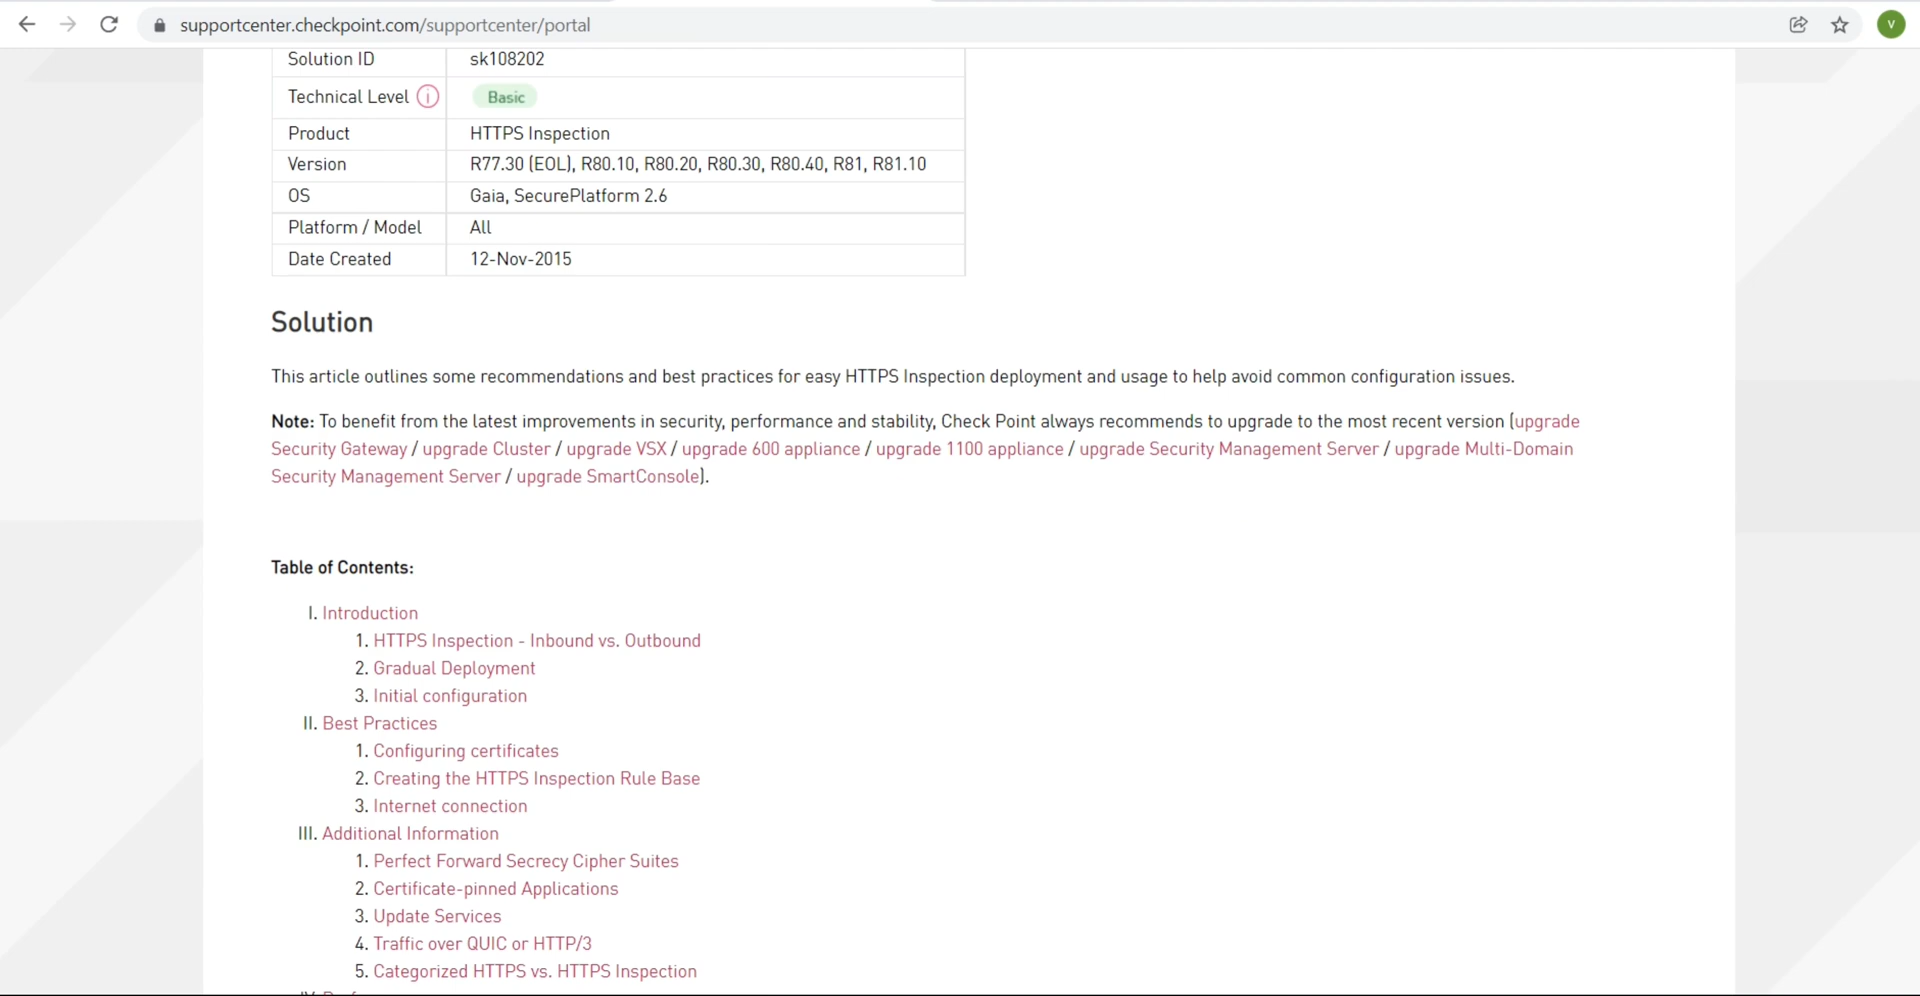 supportcenter.checkpoint.com/supportcenter/portal
V
Solution ID sk108202
Technical Level i Basic
Product HTTPS Inspection
Version R77.30 (EOL), R80.10, R80.20, R80.30, R80.40, R81, R81.10
OS Gaia, SecurePlatform 2.6
Platform / Model All
Date Created 12-Nov-2015
Solution
This article outlines some recommendations and best practices for easy HTTPS Inspection deployment and usage to help avoid common configuration issues.
Note: To benefit from the latest improvements in security, performance and stability, Check Point always recommends to upgrade to the most recent version (upgrade
Security Gateway / upgrade Cluster / upgrade VSX / upgrade 600 appliance / upgrade 1100 appliance / upgrade Security Management Server / upgrade Multi-Domain
Security Management Server / upgrade SmartConsole).
Table of Contents:
I. Introduction
1. HTTPS Inspection - Inbound vs. Outbound
2. Gradual Deployment
3. Initial configuration
II. Best Practices
1. Configuring certificates
2. Creating the HTTPS Inspection Rule Base
3. Internet connection
III. Additional Information
1. Perfect Forward Secrecy Cipher Suites
2. Certificate-pinned Applications
3. Update Services
4. Traffic over QUIC or HTTP/3
5. Categorized HTTPS vs. HTTPS Inspection